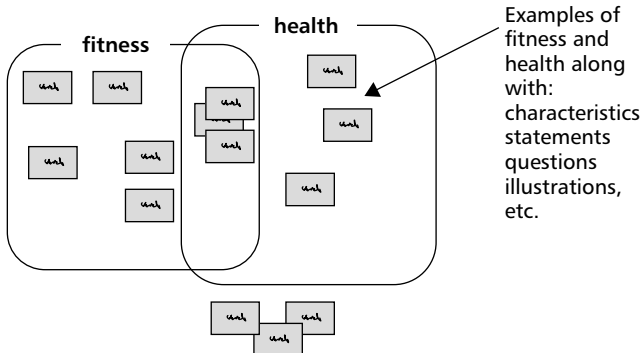 fitness
health
Examples of
fitness and
health along
with:
characteristics
statements
questions
illustrations,
etc.